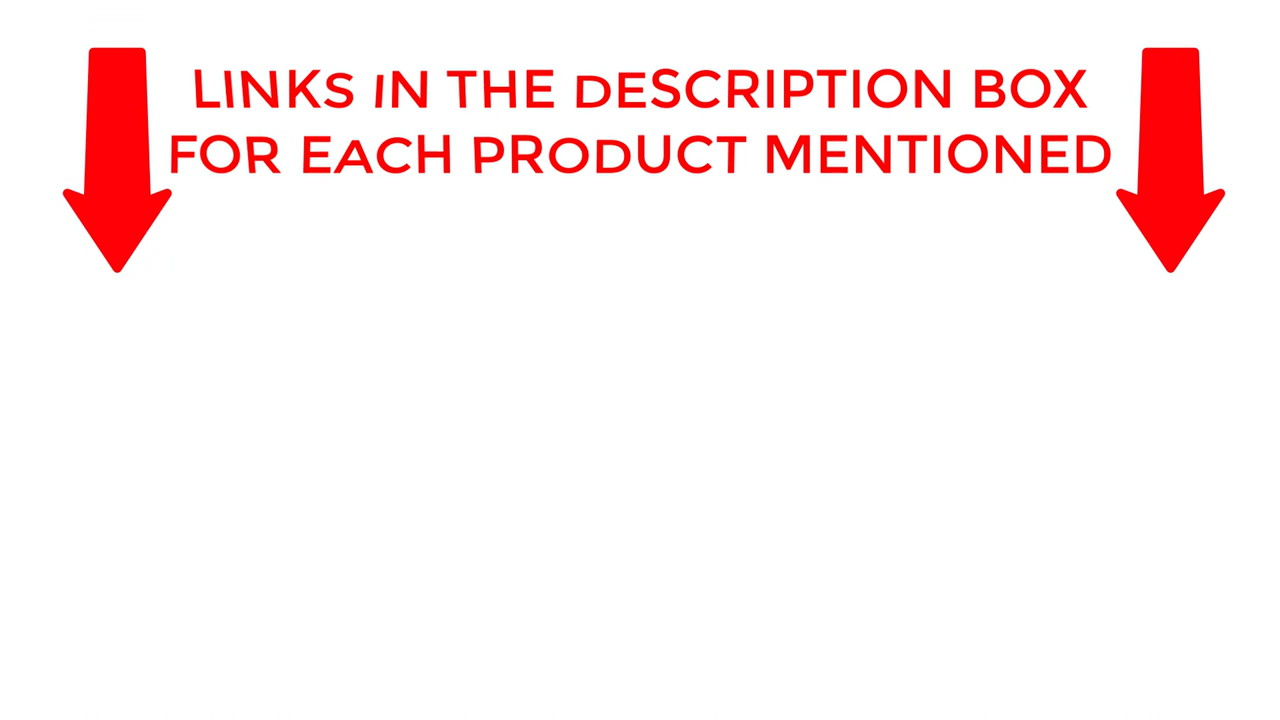 LINKS IN THE DESCRIPTION BOX
FOR EACH PRODUCT MENTIONED